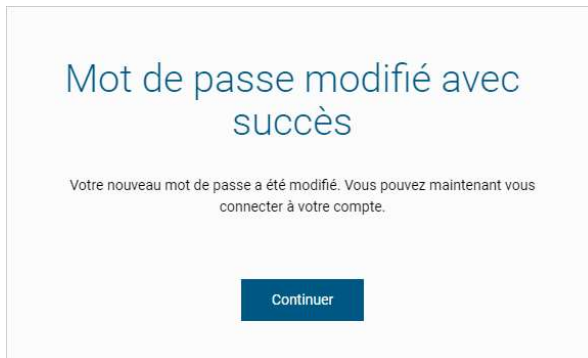 Mot de passe modifié avec
succès
Votre nouveau mot de passe a été modifié. Vous pouvez maintenant vous
connecter à votre compte.
Continuer